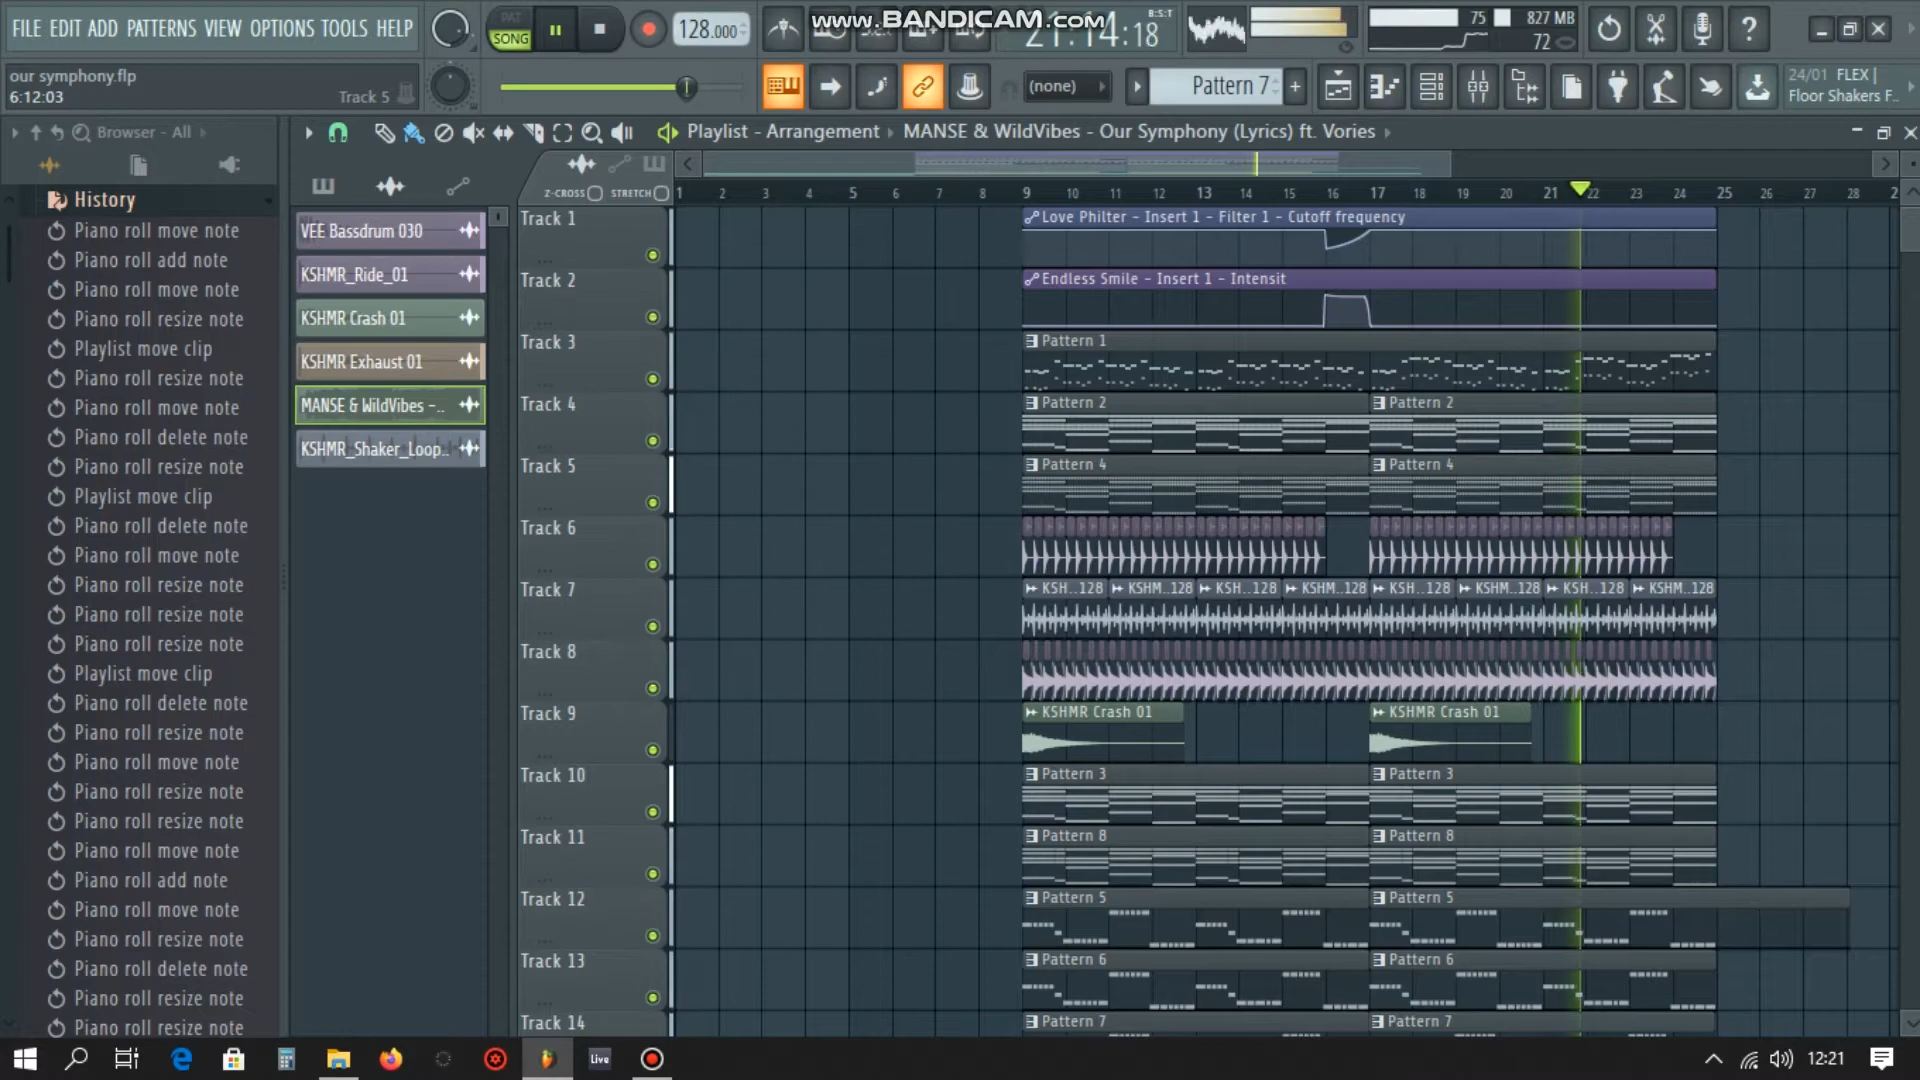 www.BANDICAM.com
FILE EDIT ADD PATTERNS VIEW OPTIONS TOOLS HELP
PAT
SONG
128.000
B:S:T
21:14:18
75
827 MB
72
our symphony.flp
6:12:03
Track 5
(none)
Pattern 7
24/01 FLEX |
Floor Shakers F..
Browser - All
Playlist - Arrangement
MANSE & WildVibes - Our Symphony (Lyrics) ft. Vories
Z-CROSS
STRETCH
1 2 3 4 5 6 7 8 9 10 11 12 13 14 15 16 17 18 19 20 21 22 23 24 25 26 27 28 2
History
Piano roll move note
Piano roll add note
Piano roll move note
Piano roll resize note
Playlist move clip
Piano roll resize note
Piano roll move note
Piano roll delete note
Piano roll resize note
Playlist move clip
Piano roll delete note
Piano roll move note
Piano roll resize note
Piano roll resize note
Piano roll resize note
Playlist move clip
Piano roll delete note
Piano roll resize note
Piano roll move note
Piano roll resize note
Piano roll resize note
Piano roll move note
Piano roll add note
Piano roll move note
Piano roll resize note
Piano roll delete note
Piano roll resize note
Piano roll resize note
VEE Bassdrum 030
KSHMR_Ride_01
KSHMR Crash 01
KSHMR Exhaust 01
MANSE & WildVibes -..
KSHMR_Shaker_Loop..
Track 1
Love Philter - Insert 1 - Filter 1 - Cutoff frequency
Track 2
Endless Smile - Insert 1 - Intensit
Track 3
Pattern 1
Track 4
Pattern 2
Pattern 2
Track 5
Pattern 4
Pattern 4
Track 6
Track 7
KSH..128 KSHM..128 KSH..128 KSHM..128 KSH..128 KSHM..128 KSH..128 KSHM..128
Track 8
Track 9
KSHMR Crash 01
KSHMR Crash 01
Track 10
Pattern 3
Pattern 3
Track 11
Pattern 8
Pattern 8
Track 12
Pattern 5
Pattern 5
Track 13
Pattern 6
Pattern 6
Track 14
Pattern 7
Pattern 7
Live
12:21